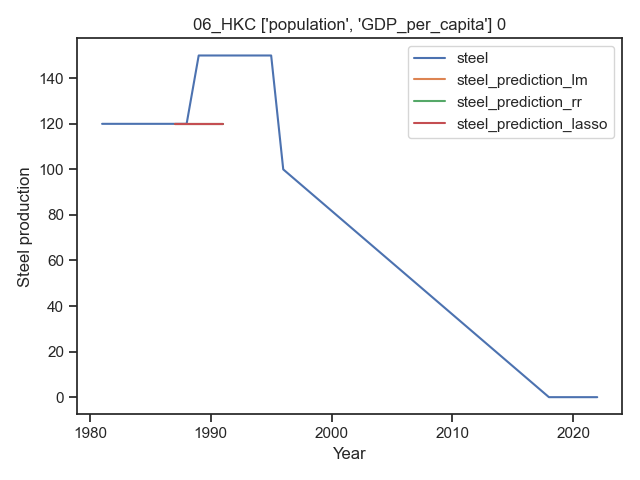 06_HKC ['population', 'GDP_per_capita'] 0
steel
steel_prediction_lm
steel_prediction_rr
steel_prediction_lasso
140
120
100
80
60
40
20
0
Steel production
1980 1990 2000 2010 2020
Year